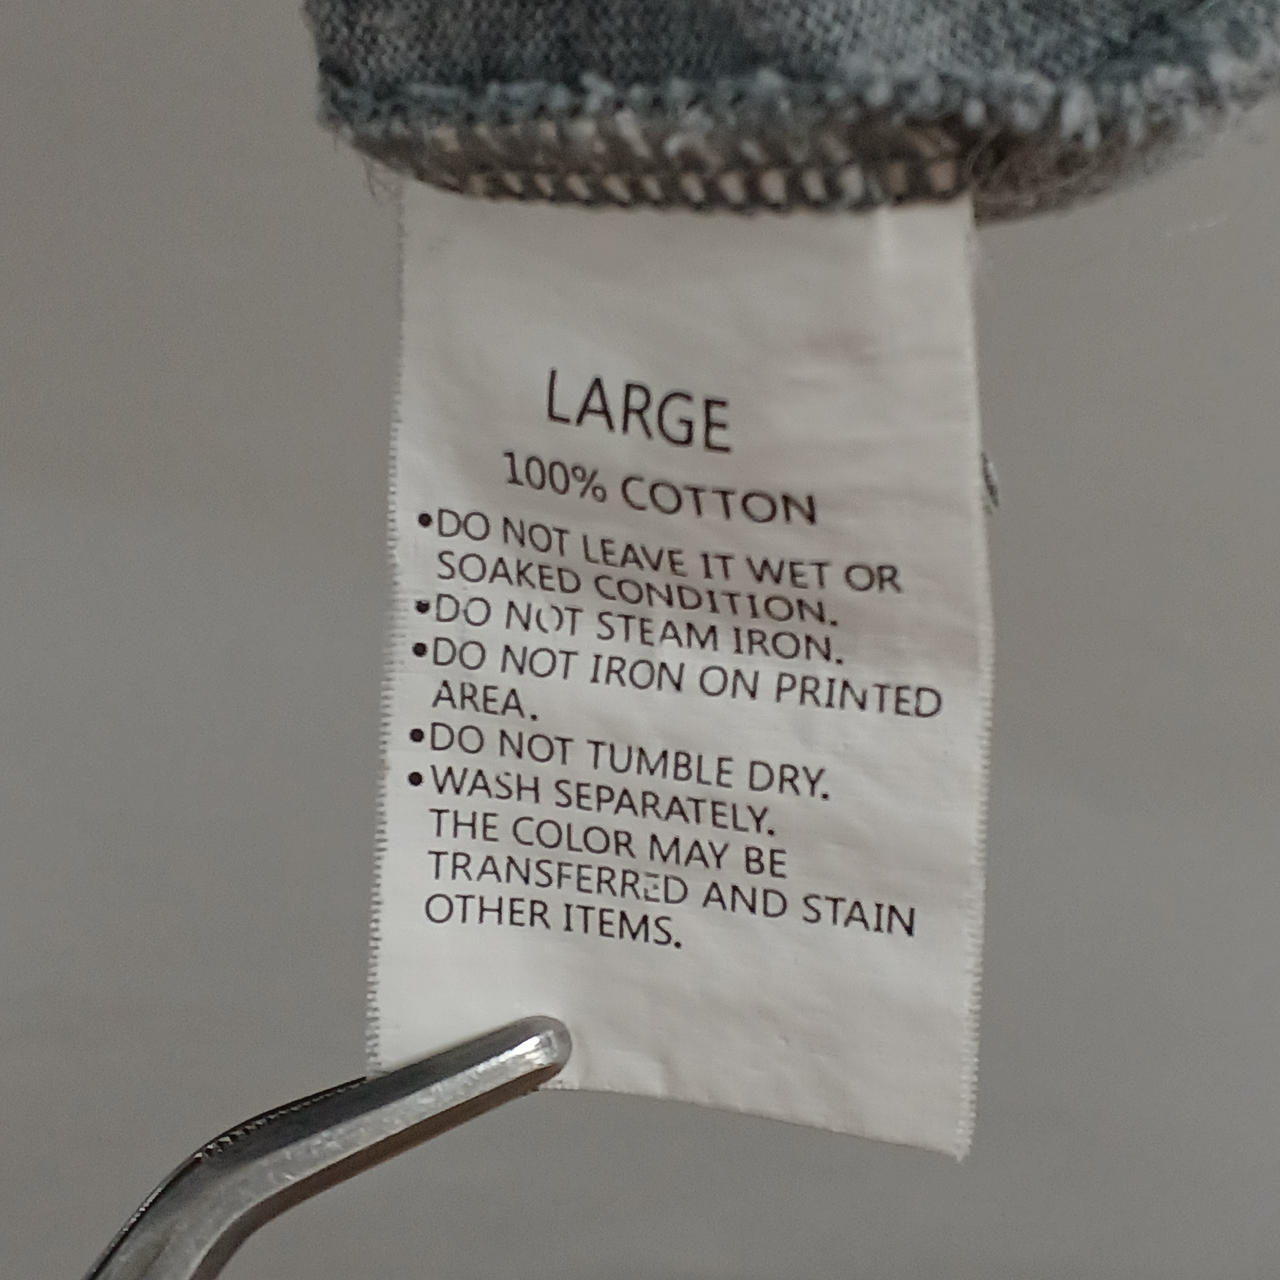 LARGE
100% COTTON
•DO NOT LEAVE IT WET OR
SOAKED CONDITION.
•DO NOT STEAM IRON.
•DO NOT IRON ON PRINTED
AREA.
•DO NOT TUMBLE DRY.
•WASH SEPARATELY.
THE COLOR MAY BE
TRANSFERRED AND STAIN
OTHER ITEMS.